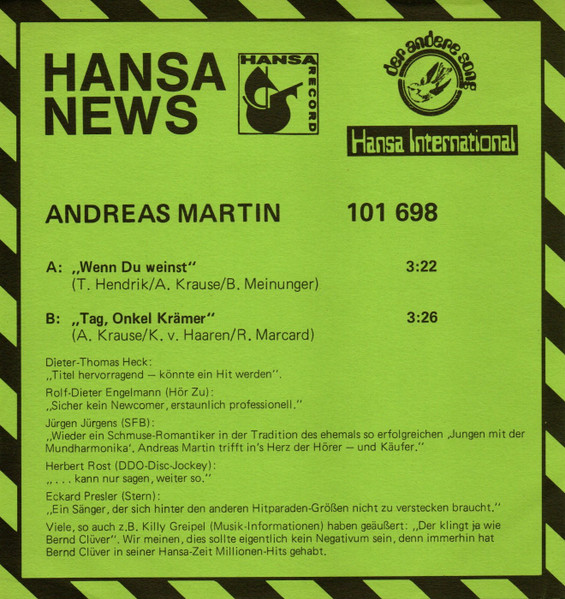 HANSA
NEWS
HANSA
RECORD
der andere song
Hansa International
ANDREAS MARTIN 101 698
A: „Wenn Du weinst“ 3:22
(T. Hendrik/A. Krause/B. Meinunger)
B: „Tag, Onkel Krämer“ 3:26
(A. Krause/K. v. Haaren/R. Marcard)
Dieter-Thomas Heck:
„Titel hervorragend – könnte ein Hit werden“.
Rolf-Dieter Engelmann (Hör Zu):
„Sicher kein Newcomer, erstaunlich professionell.“
Jürgen Jürgens (SFB):
„Wieder ein Schmuse-Romantiker in der Tradition des ehemals so erfolgreichen ‚Jungen mit der
Mundharmonika‘. Andreas Martin trifft in's Herz der Hörer – und Käufer.“
Herbert Rost (DDO-Disc-Jockey):
„. . . kann nur sagen, weiter so.“
Eckard Presler (Stern):
„Ein Sänger, der sich hinter den anderen Hitparaden-Größen nicht zu verstecken braucht.“
Viele, so auch z.B. Killy Greipel (Musik-Informationen) haben geäußert: „Der klingt ja wie
Bernd Clüver“. Wir meinen, dies sollte eigentlich kein Negativum sein, denn immerhin hat
Bernd Clüver in seiner Hansa-Zeit Millionen-Hits gehabt.